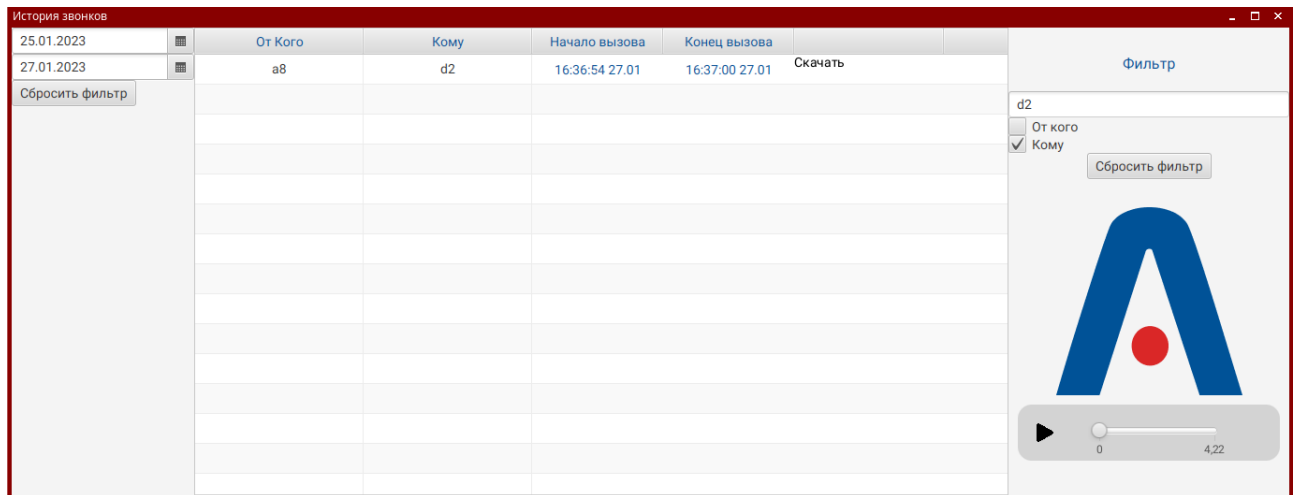 История звонков
25.01.2023
27.01.2023
Сбросить фильтр
От Кого Кому Начало вызова Конец вызова
a8 d2 16:36:54 27.01 16:37:00 27.01 Скачать
Фильтр
d2
От кого
Кому
Сбросить фильтр
0 4,22